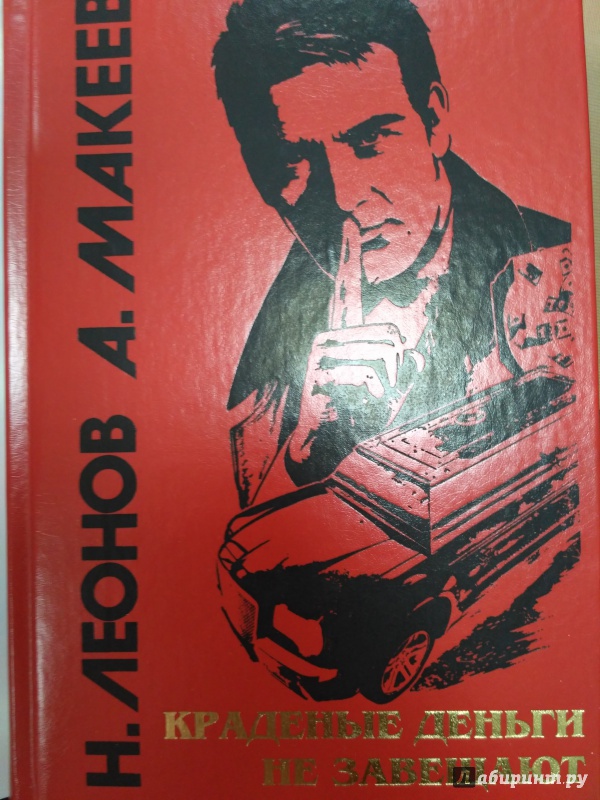 Н. ЛЕОНОВ А. МАКЕЕВ
КРАДЕНЫЕ ДЕНЬГИ
НЕ ЗАВЕЩАЮТ
Лабиринт.ру